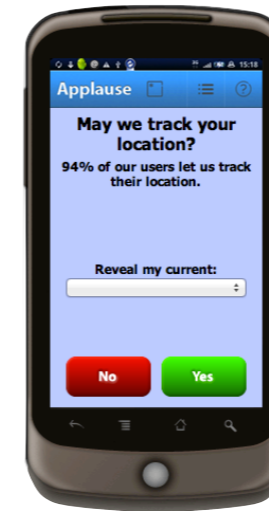 15:18
Applause
May we track your
location?
94% of our users let us track
their location.
Reveal my current:
No
Yes